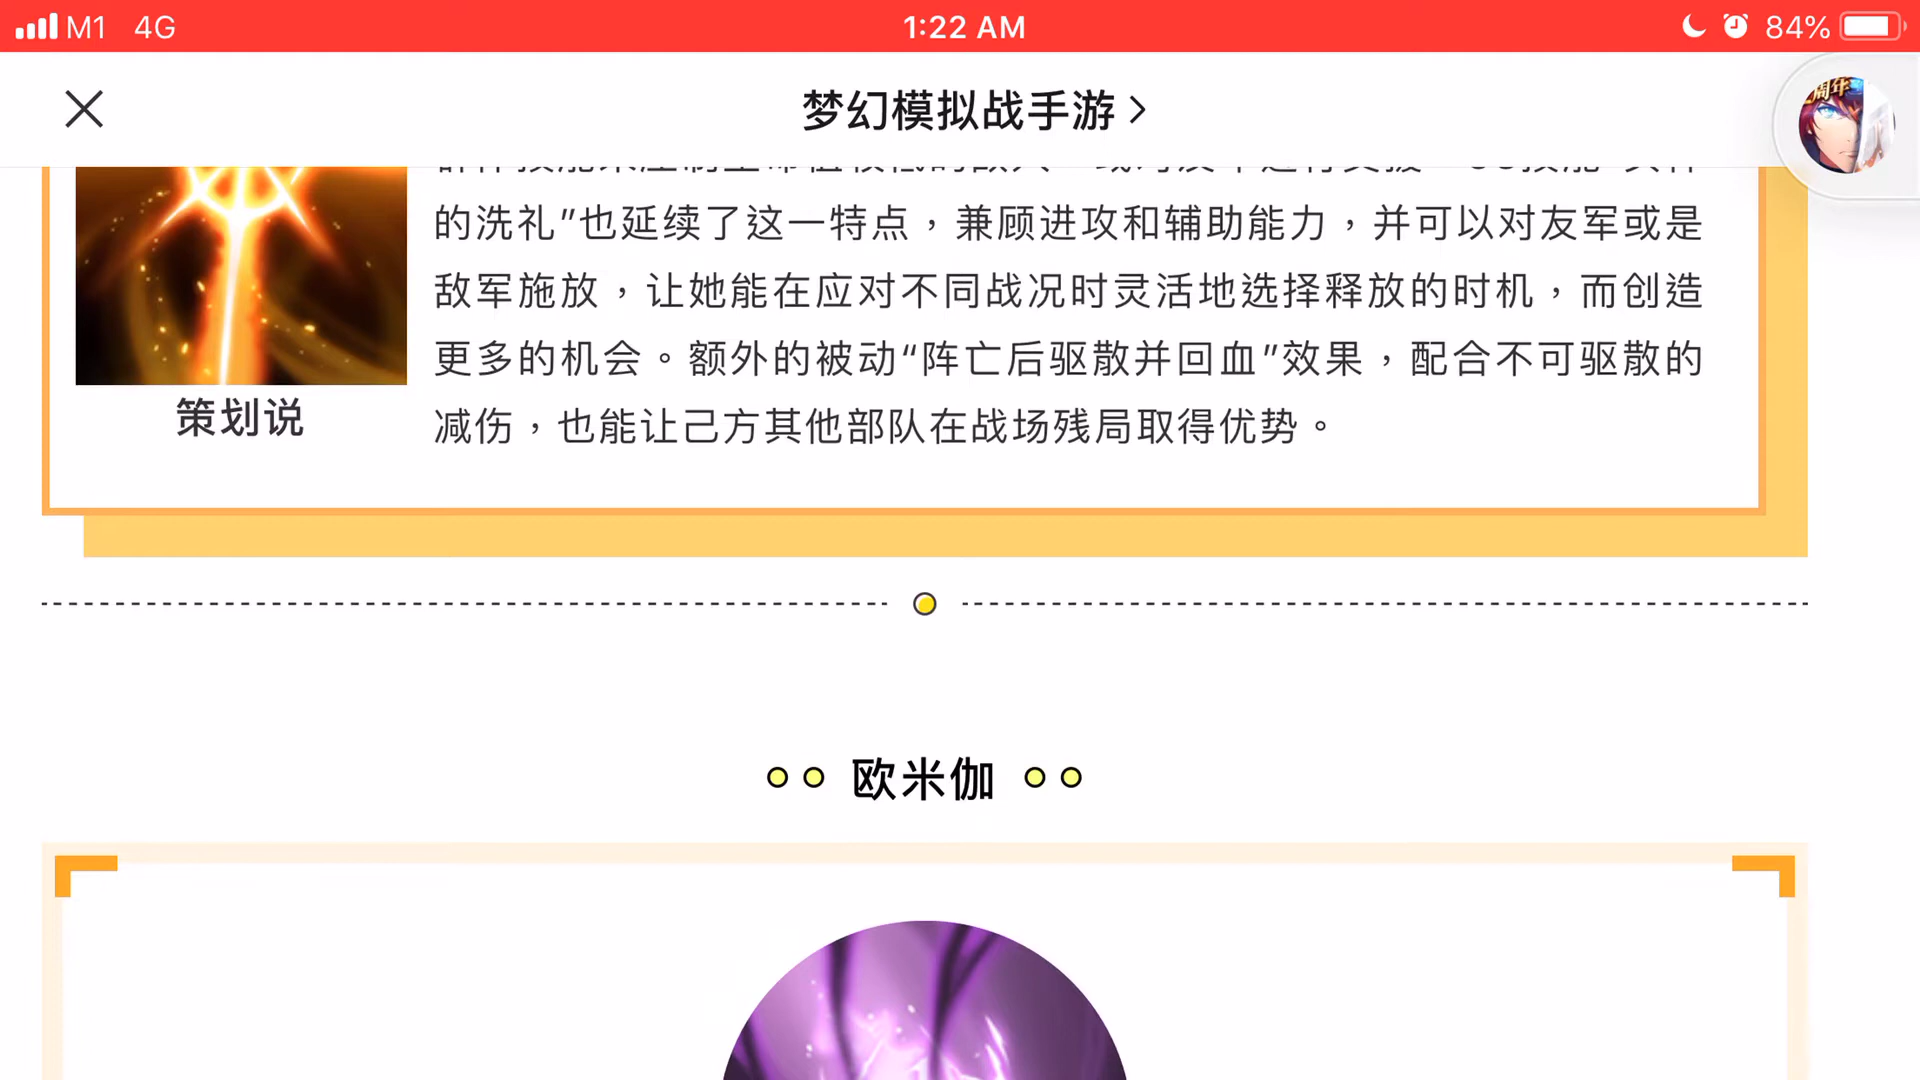 M1 4G 1:22 AM 84%
梦幻模拟战手游
周年
的洗礼”也延续了这一特点，兼顾进攻和辅助能力，并可以对友军或是
敌军施放，让她能在应对不同战况时灵活地选择释放的时机，而创造
更多的机会。额外的被动“阵亡后驱散并回血”效果，配合不可驱散的
减伤，也能让己方其他部队在战场残局取得优势。
策划说
欧米伽